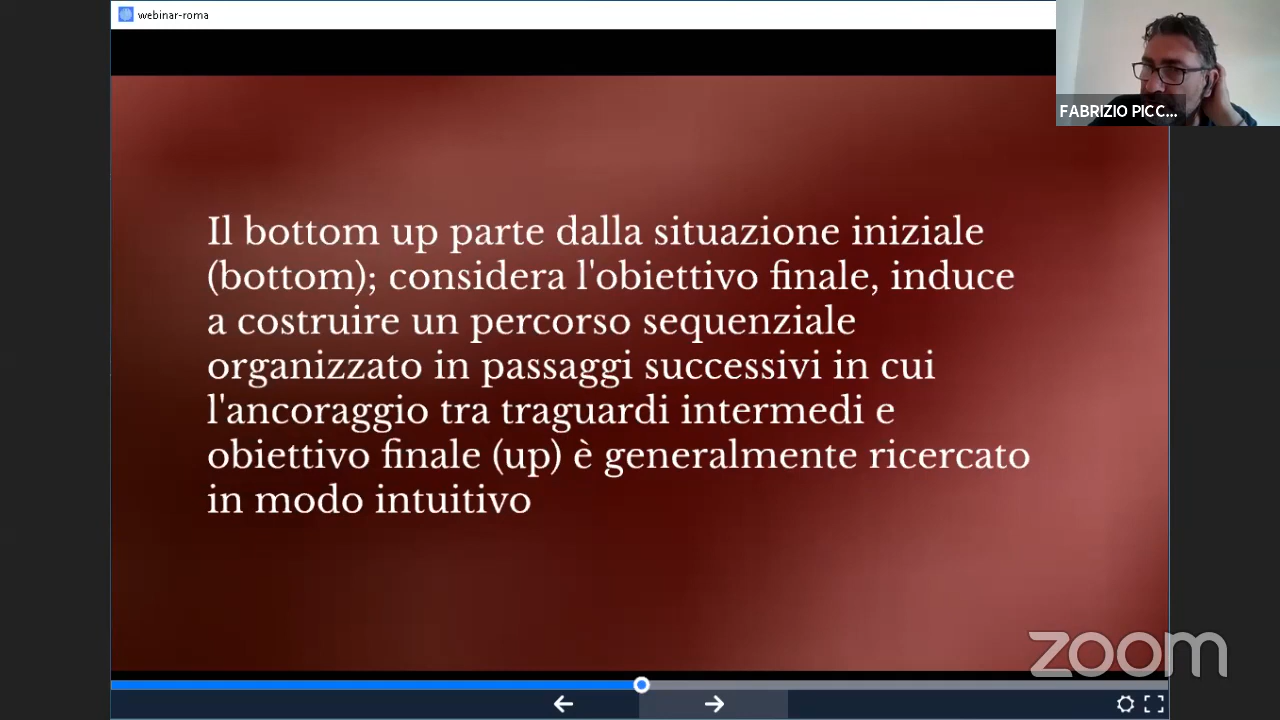 webinar-roma
FABRIZIO PICC...
Il bottom up parte dalla situazione iniziale
(bottom); considera l'obiettivo finale, induce
a costruire un percorso sequenziale
organizzato in passaggi successivi in cui
l'ancoraggio tra traguardi intermedi e
obiettivo finale (up) è generalmente ricercato
in modo intuitivo
zoom